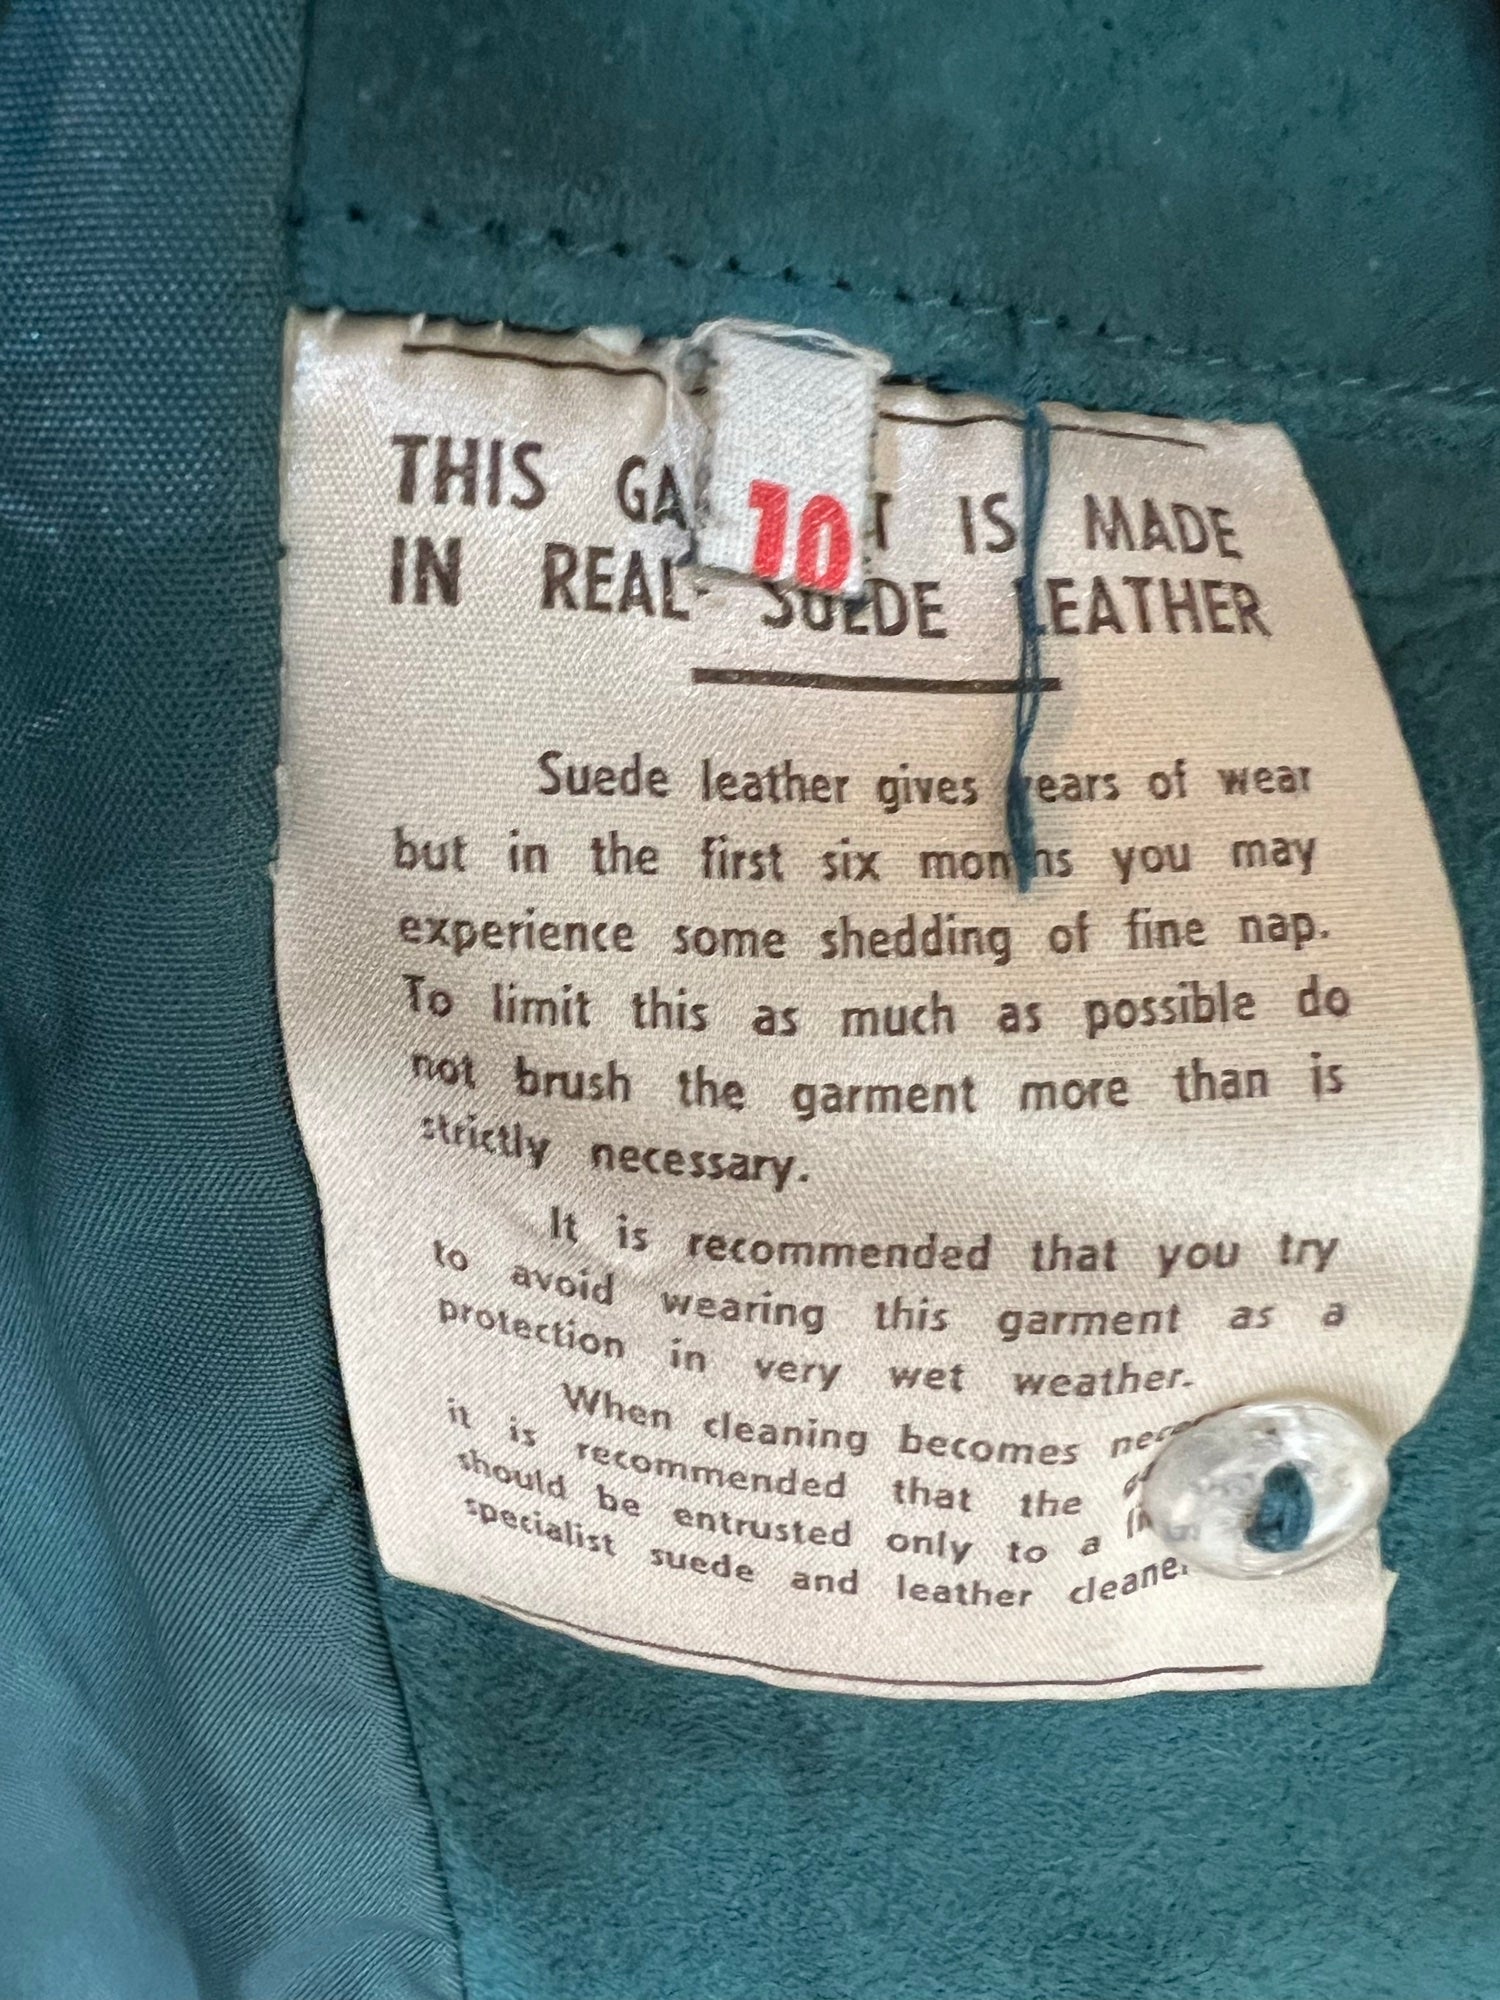 10
THIS IS MADE
IN REAL SUEDE LEATHER
Suede leather gives years of wear
but in the first six months you may
experience some shedding of fine nap.
To limit this as much as possible do
not brush the garment more than is
strictly necessary.
It is recommended that you try
to avoid wearing this garment as a
protection in very wet weather.
When cleaning becomes
it is recommended that the
should be entrusted only to a
specialist suede and leather cleaner